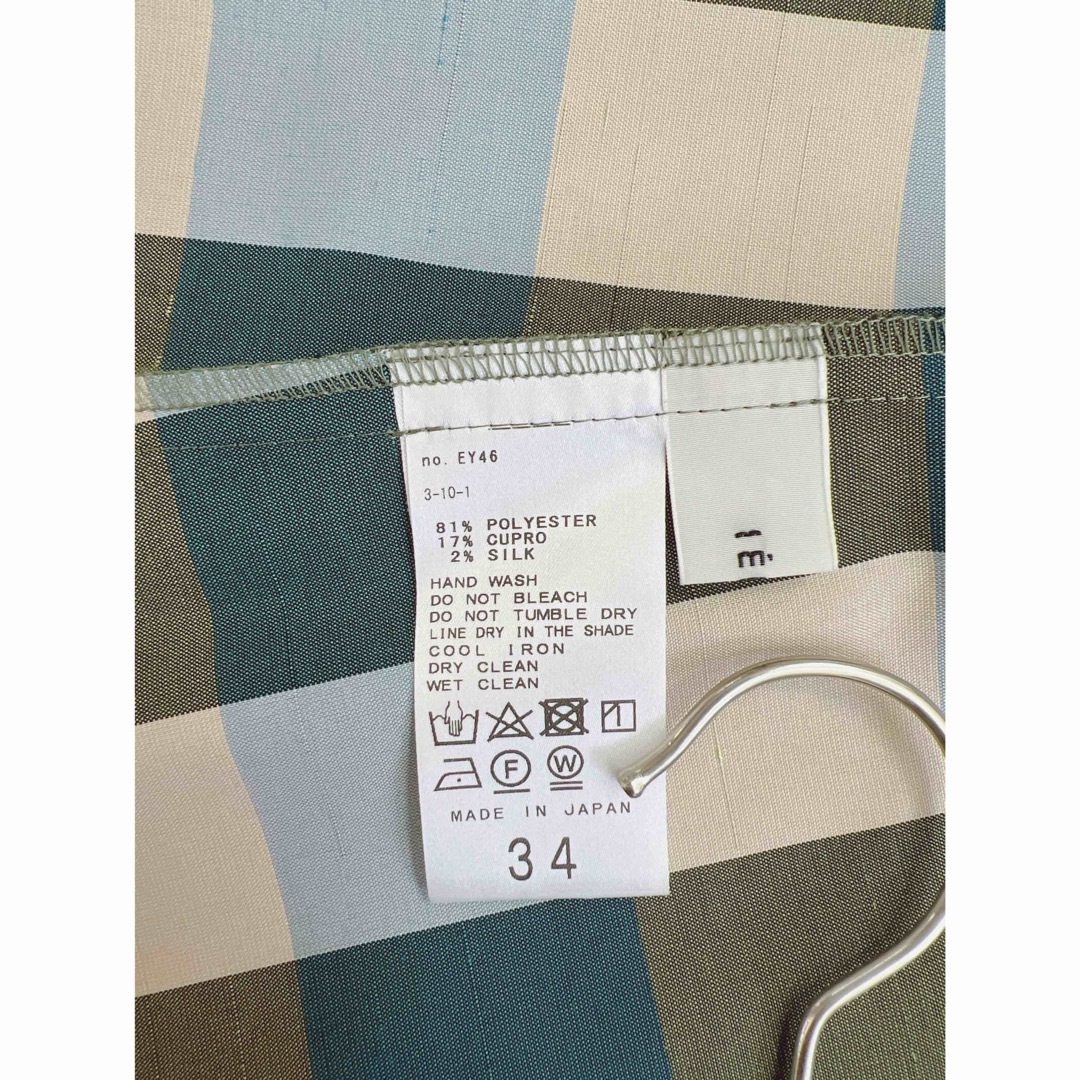 no. EY46
3-10-1
81% POLYESTER
17% CUPRO
2% SILK
HAND WASH
DO NOT BLEACH
DO NOT TUMBLE DRY
LINE DRY IN THE SHADE
COOL IRON
DRY CLEAN
WET CLEAN
F
W
MADE IN JAPAN
34